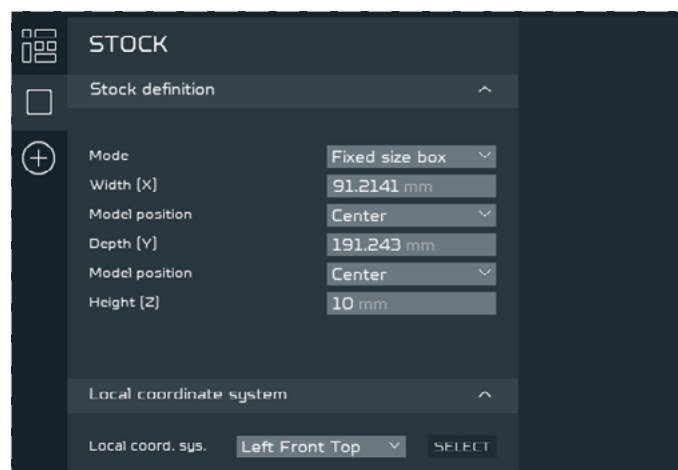 STOCK
Stock definition
Mode Fixed size box
Width (X) 91.2141 mm
Model position Center
Depth (Y) 191.243 mm
Model position Center
Height (Z) 10 mm
Local coordinate system
Local coord. sys. Left Front Top SELECT